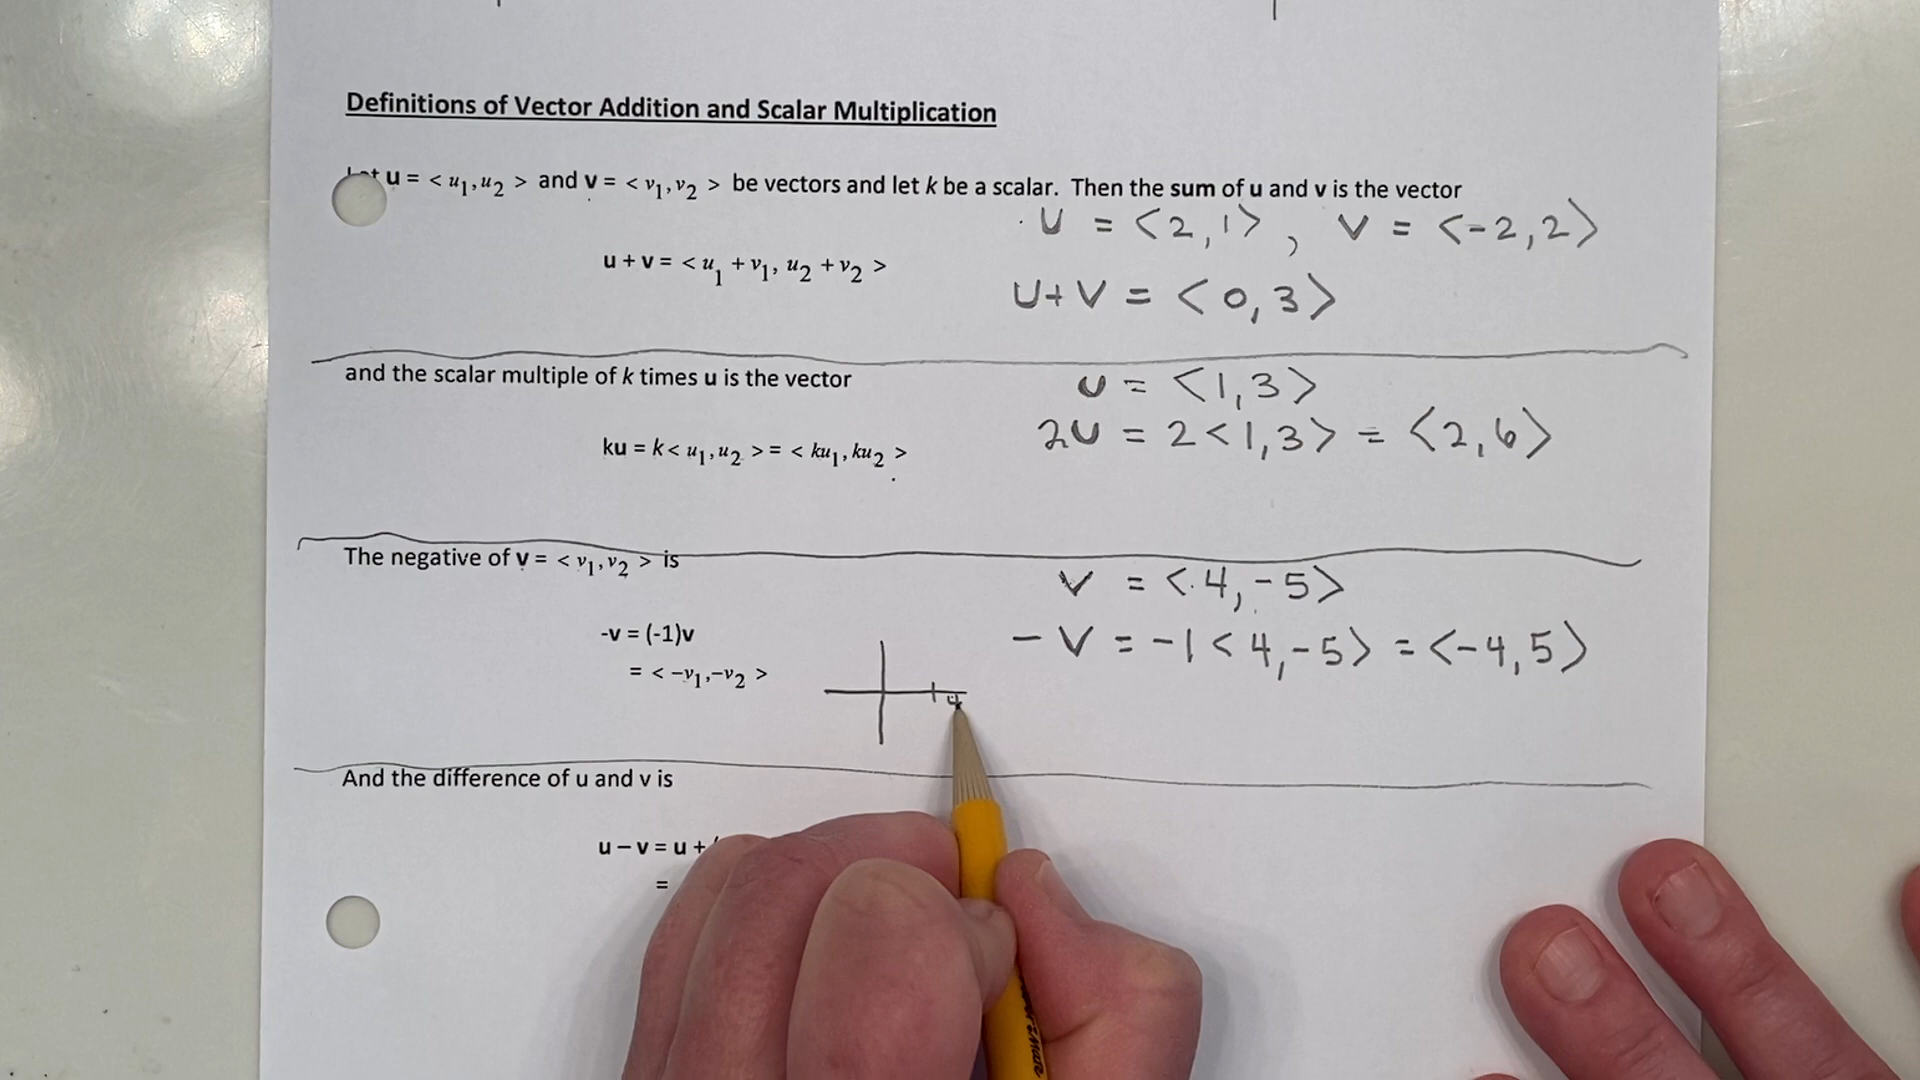 Definitions of Vector Addition and Scalar Multiplication
u = < u₁, u₂ > and v = < v₁, v₂ > be vectors and let k be a scalar. Then the sum of u and v is the vector
U = <2,1>, V = <-2,2>
u + v = < u₁ + v₁, u₂ + v₂ >
U+V = <0,3>
and the scalar multiple of k times u is the vector
U = <1,3>
2U = 2<1,3> = <2,6>
ku = k< u₁, u₂ > = < ku₁, ku₂ >
The negative of v = < v₁, v₂ > is
V = <4,-5>
-v = (-1)v
-V = -1<4,-5> = <-4,5>
= < -v₁, -v₂ >
4
And the difference of u and v is
u – v = u +
=